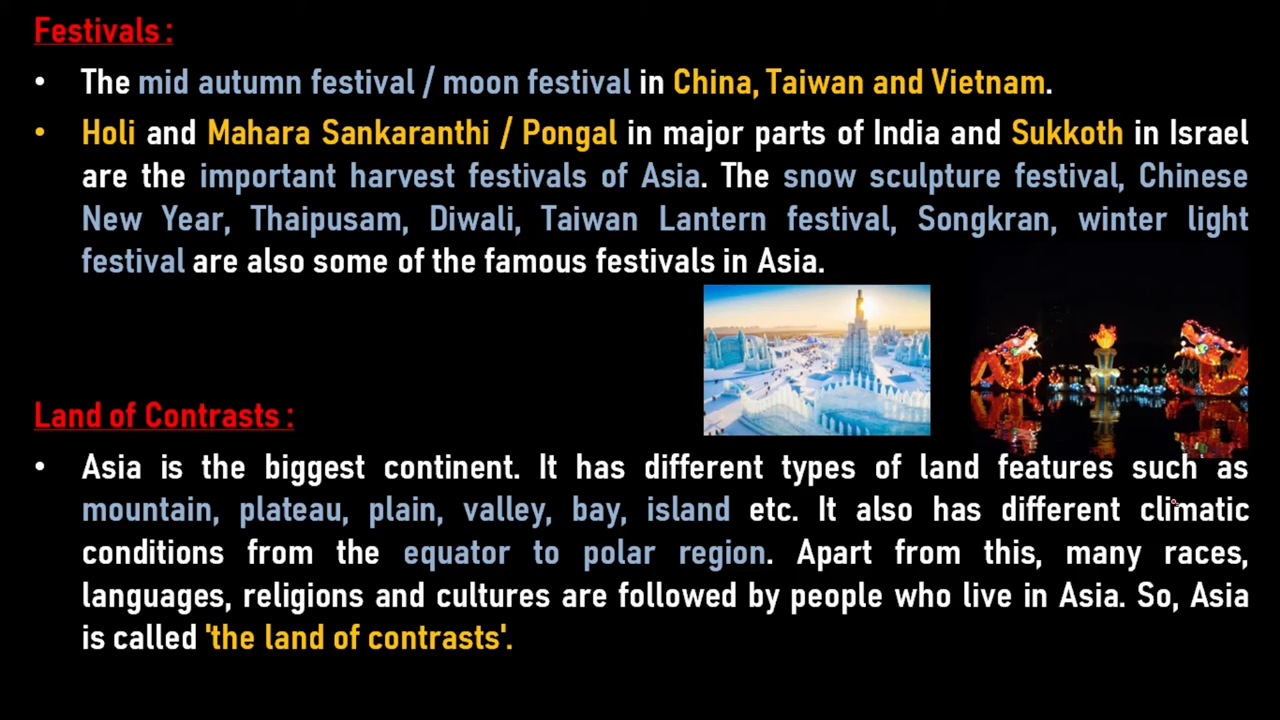 Festivals :
• The mid autumn festival / moon festival in China, Taiwan and Vietnam.
• Holi and Mahara Sankaranthi / Pongal in major parts of India and Sukkoth in Israel
are the important harvest festivals of Asia. The snow sculpture festival, Chinese
New Year, Thaipusam, Diwali, Taiwan Lantern festival, Songkran, winter light
festival are also some of the famous festivals in Asia.
Land of Contrasts :
• Asia is the biggest continent. It has different types of land features such as
mountain, plateau, plain, valley, bay, island etc. It also has different climatic
conditions from the equator to polar region. Apart from this, many races,
languages, religions and cultures are followed by people who live in Asia. So, Asia
is called 'the land of contrasts'.